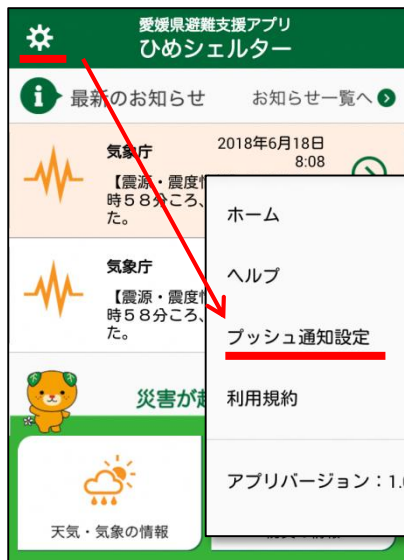 愛媛県避難支援アプリ
ひめシェルター
最新のお知らせ
お知らせ一覧へ
気象庁
2018年6月18日
8:08
【震源・震度
時58分ころ、
た。
気象庁
【震源・震度
時58分ころ、
た。
災害が
天気・気象の情報
ホーム
ヘルプ
プッシュ通知設定
利用規約
アプリバージョン：1.